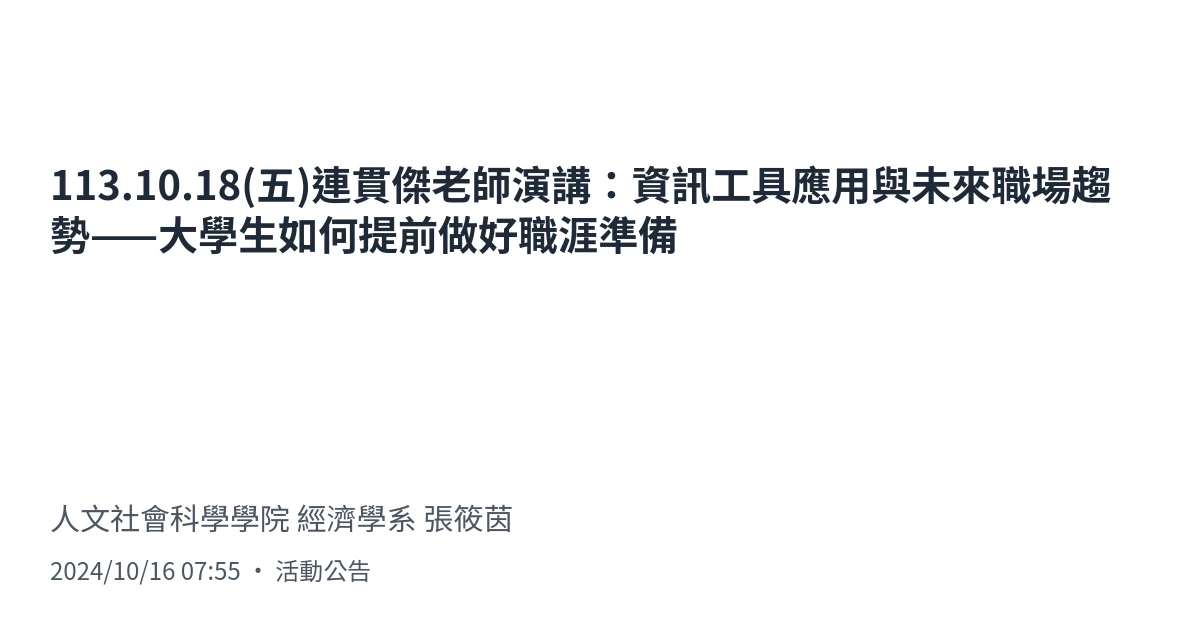 113.10.18(五)連貫傑老師演講：資訊工具應用與未來職場趨
勢——大學生如何提前做好職涯準備
人文社會科學學院 經濟學系 張筱茵
2024/10/16 07:55 • 活動公告